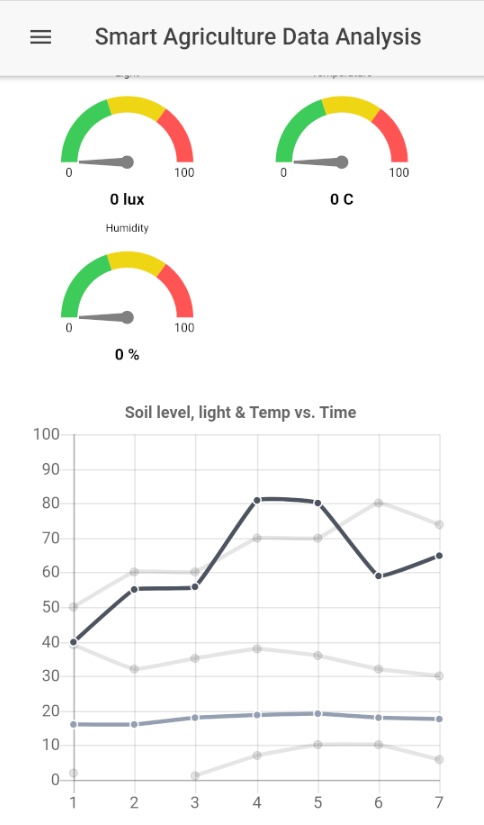 Smart Agriculture Data Analysis
0 100 0 100
0 lux 0 C
Humidity
0 100
0 %
Soil level, light & Temp vs. Time
100
90
80
70
60
50
40
30
20
10
0
1 2 3 4 5 6 7